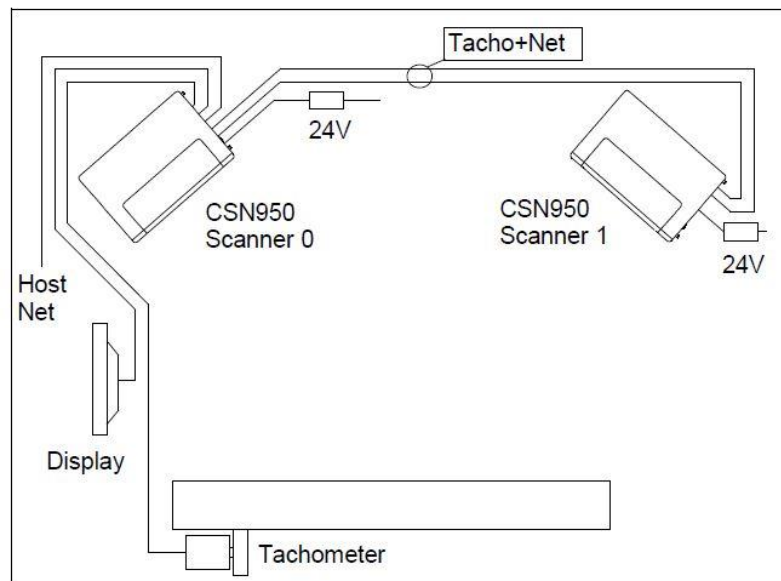 Tacho+Net
24V
CSN950
Scanner 0
CSN950
Scanner 1
24V
Host
Net
Display
Tachometer